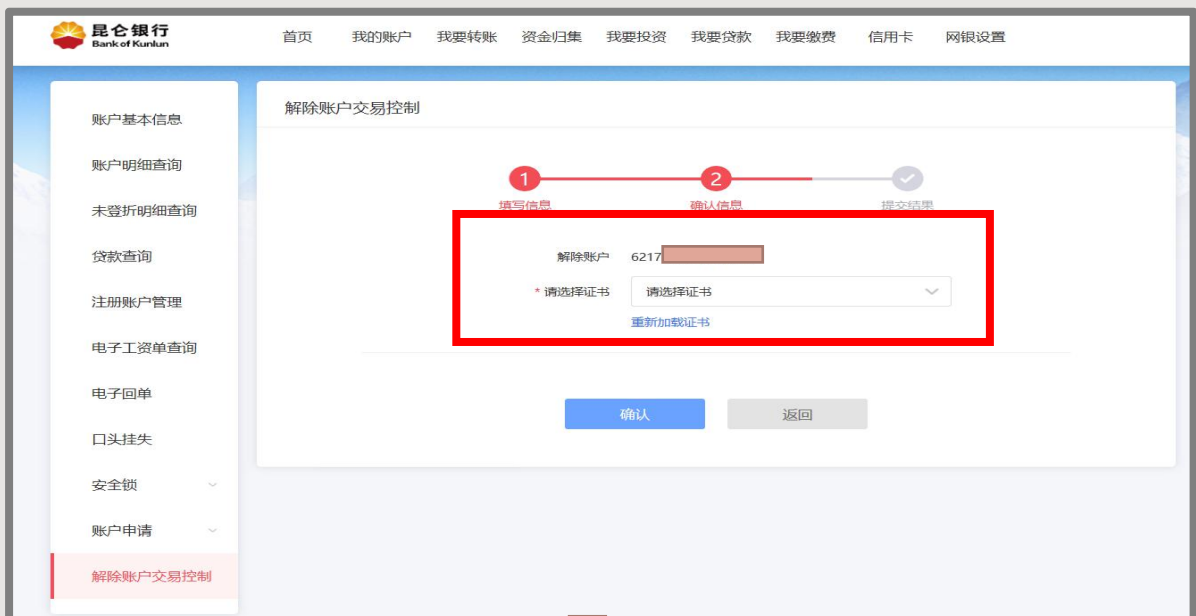 昆仑银行
Bank of Kunlun
首页 我的账户 我要转账 资金归集 我要投资 我要贷款 我要缴费 信用卡 网银设置
账户基本信息
账户明细查询
未登折明细查询
贷款查询
注册账户管理
电子工资单查询
电子回单
口头挂失
安全锁
账户申请
解除账户交易控制
解除账户交易控制
1 2
填写信息 确认信息 提交结果
解除账户 6217
* 请选择证书 请选择证书
重新加载证书
确认 返回